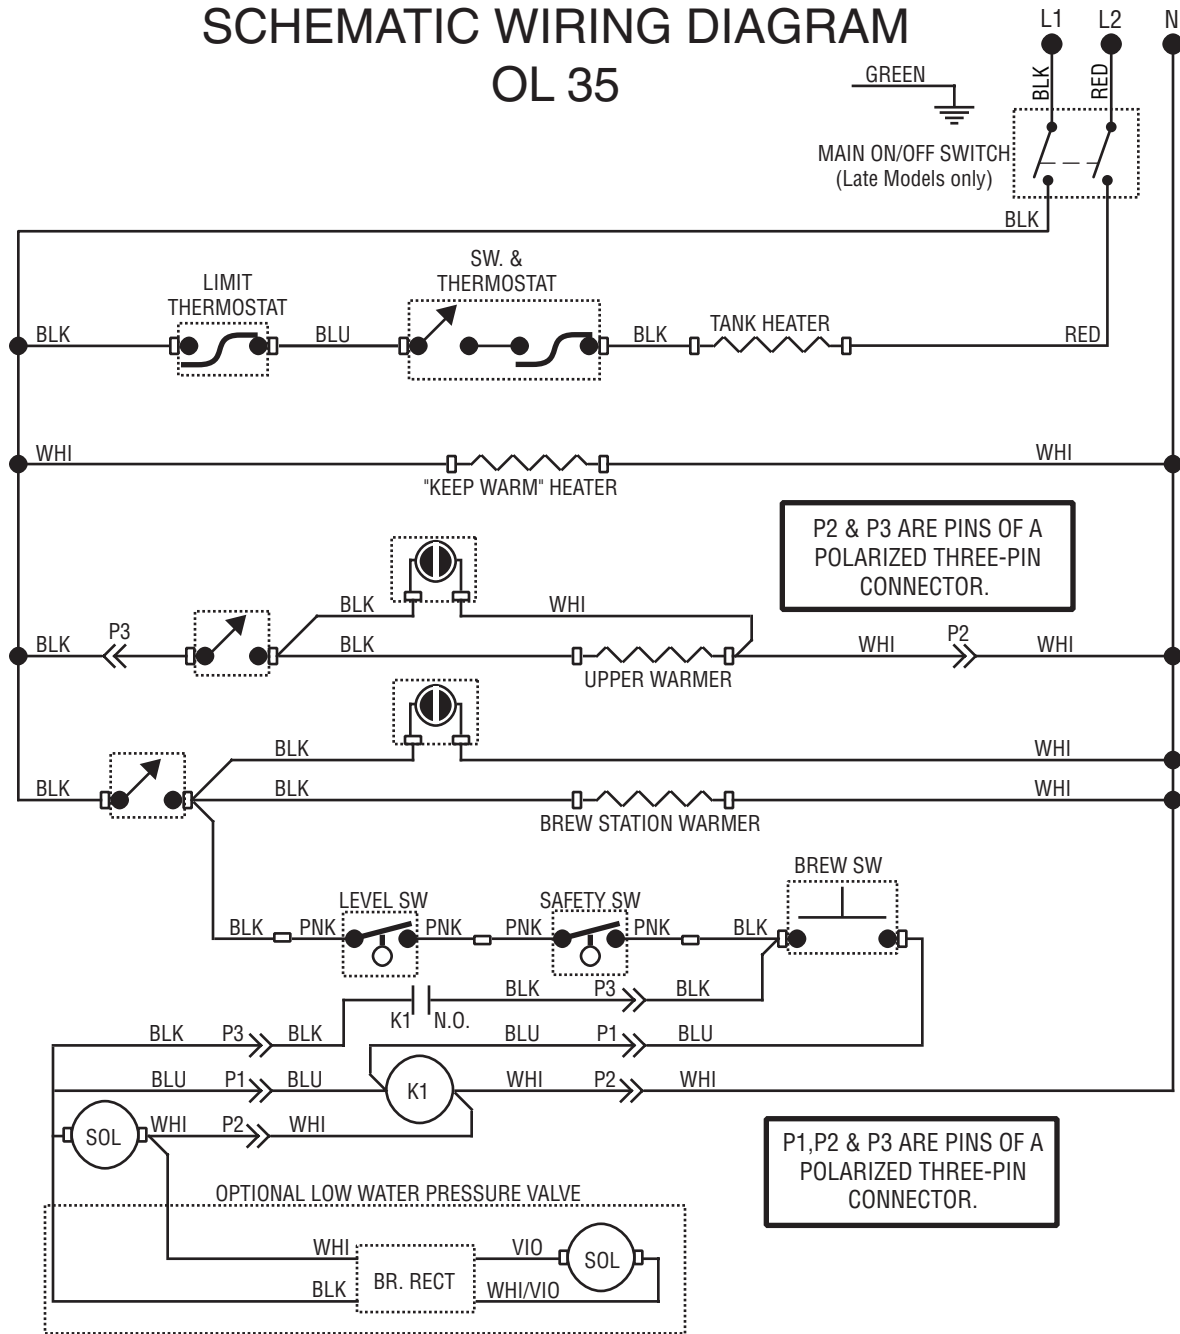 SCHEMATIC WIRING DIAGRAM
OL 35
L1 L2 N
GREEN
BLK RED
MAIN ON/OFF SWITCH
(Late Models only)
BLK
LIMIT
THERMOSTAT
SW. &
THERMOSTAT
BLK BLU BLK TANK HEATER RED
WHI WHI
"KEEP WARM" HEATER
P2 & P3 ARE PINS OF A
POLARIZED THREE-PIN
CONNECTOR.
BLK WHI
BLK P3 BLK WHI P2 WHI
UPPER WARMER
BLK WHI
BLK BLK WHI
BREW STATION WARMER
BREW SW
LEVEL SW SAFETY SW
BLK PNK PNK PNK PNK BLK
BLK P3 BLK
K1 N.O.
BLK P3 BLK BLU P1 BLU
BLU P1 BLU K1 WHI P2 WHI
SOL WHI P2 WHI
P1,P2 & P3 ARE PINS OF A
POLARIZED THREE-PIN
CONNECTOR.
OPTIONAL LOW WATER PRESSURE VALVE
WHI VIO SOL
BR. RECT
BLK WHI/VIO